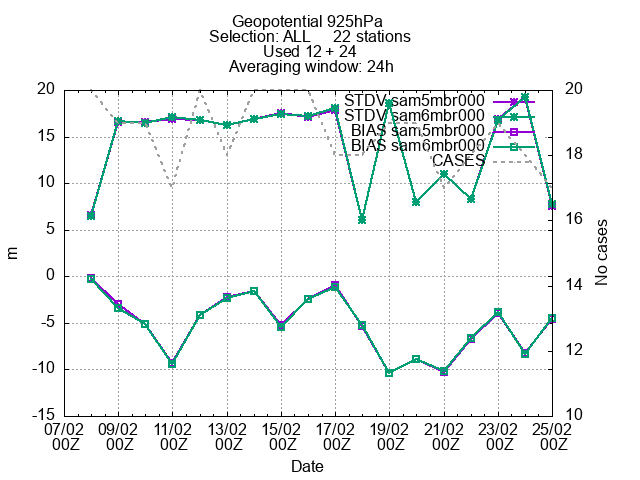 Geopotential 925hPa
Selection: ALL 22 stations
Used 12 + 24
Averaging window: 24h
20 20
STDV sam5mbr000
STDV sam6mbr000
BIAS sam5mbr000
BIAS sam6mbr000
CASES
15
18
10
5
16
m
No cases
0
14
-5
12
-10
-15 10
07/02 09/02 11/02 13/02 15/02 17/02 19/02 21/02 23/02 25/02
00Z 00Z 00Z 00Z 00Z 00Z 00Z 00Z 00Z 00Z
Date